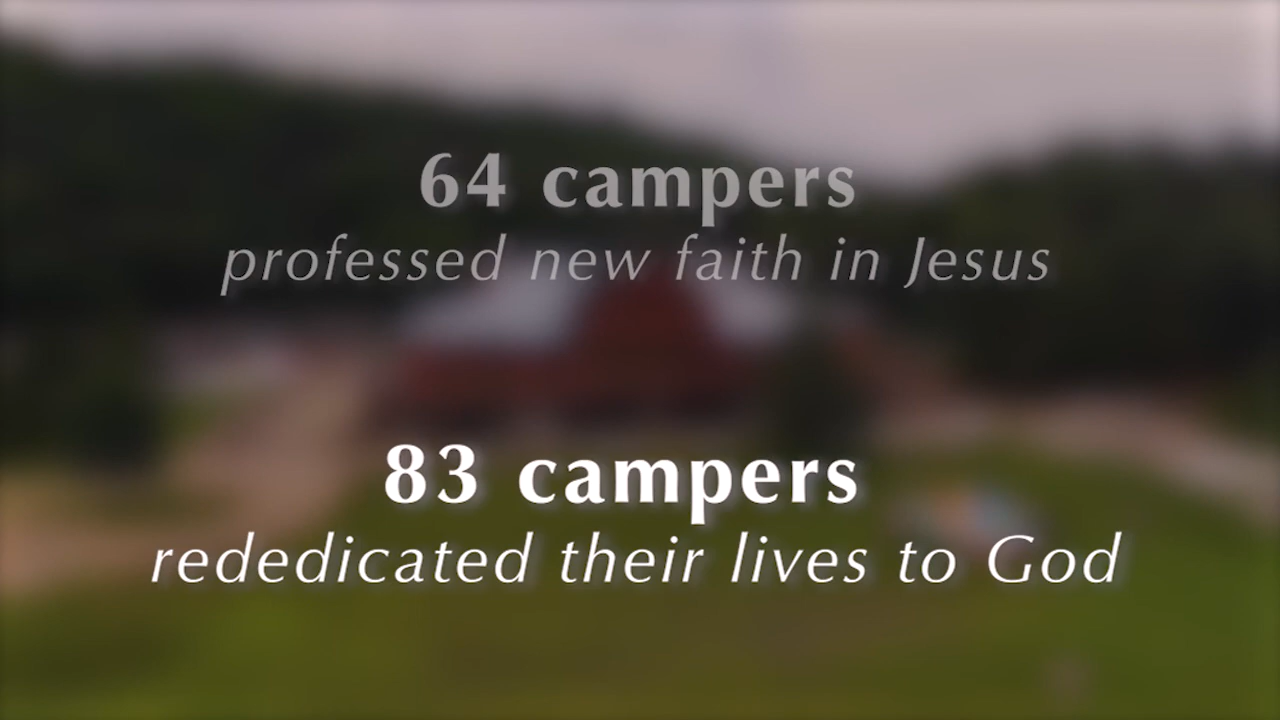 64 campers
professed new faith in Jesus
83 campers
rededicated their lives to God